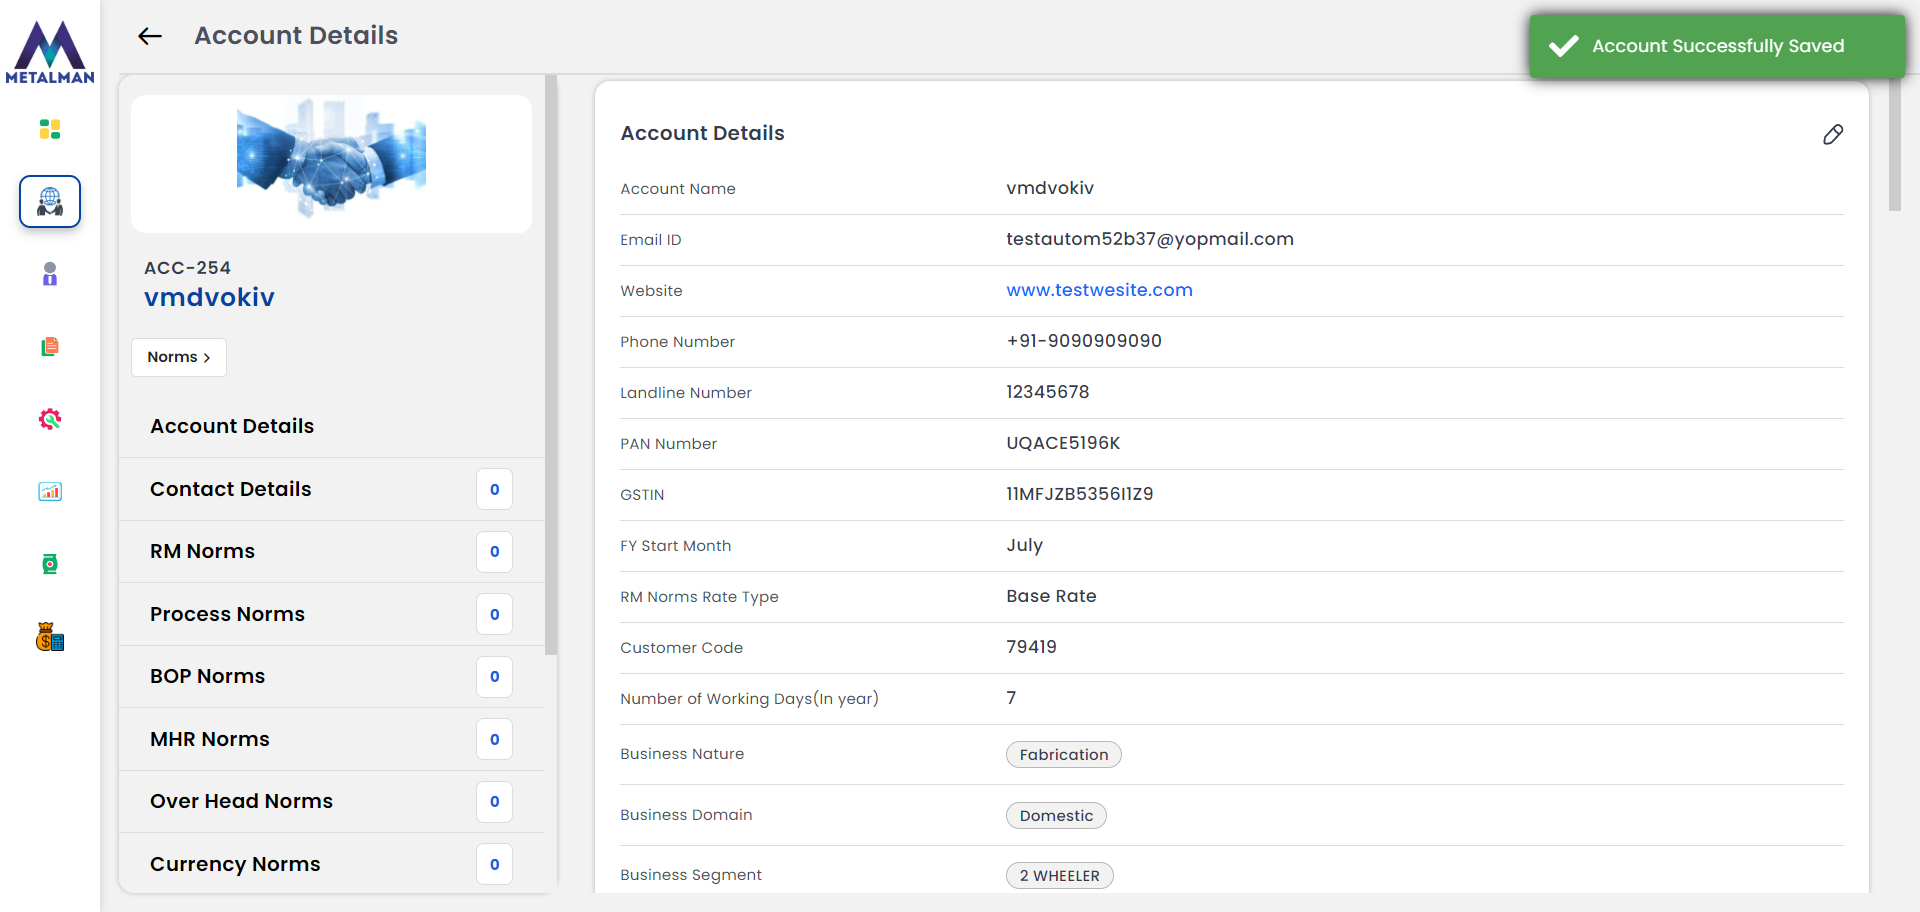 METALMAN
Account Details
Account Successfully Saved
ACC-254
vmdvokiv
Norms
Account Details
Contact Details 0
RM Norms 0
Process Norms 0
BOP Norms 0
MHR Norms 0
Over Head Norms 0
Currency Norms 0
Account Details
Account Name vmdvokiv
Email ID testautom52b37@yopmail.com
Website www.testwesite.com
Phone Number +91-9090909090
Landline Number 12345678
PAN Number UQACE5196K
GSTIN 11MFJZB5356I1Z9
FY Start Month July
RM Norms Rate Type Base Rate
Customer Code 79419
Number of Working Days(In year) 7
Business Nature Fabrication
Business Domain Domestic
Business Segment 2 WHEELER